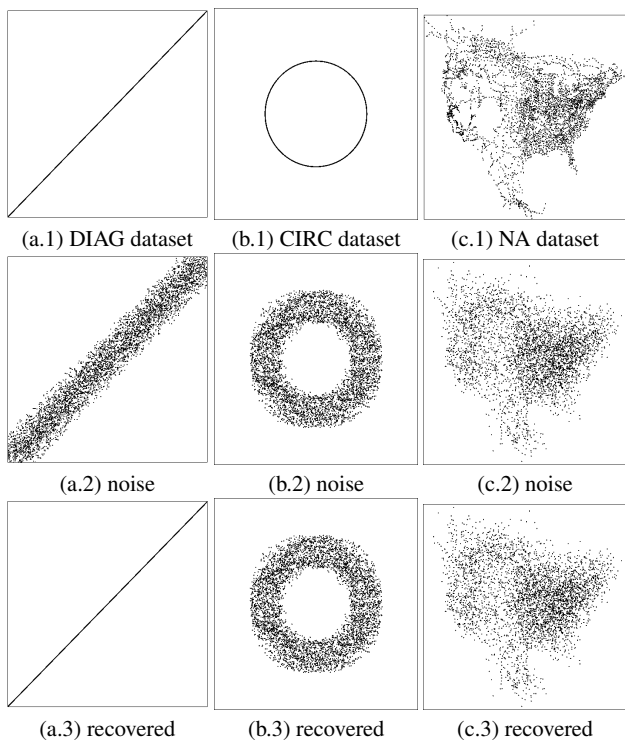 (a.1) DIAG dataset (b.1) CIRC dataset (c.1) NA dataset
(a.2) noise (b.2) noise (c.2) noise
(a.3) recovered (b.3) recovered (c.3) recovered